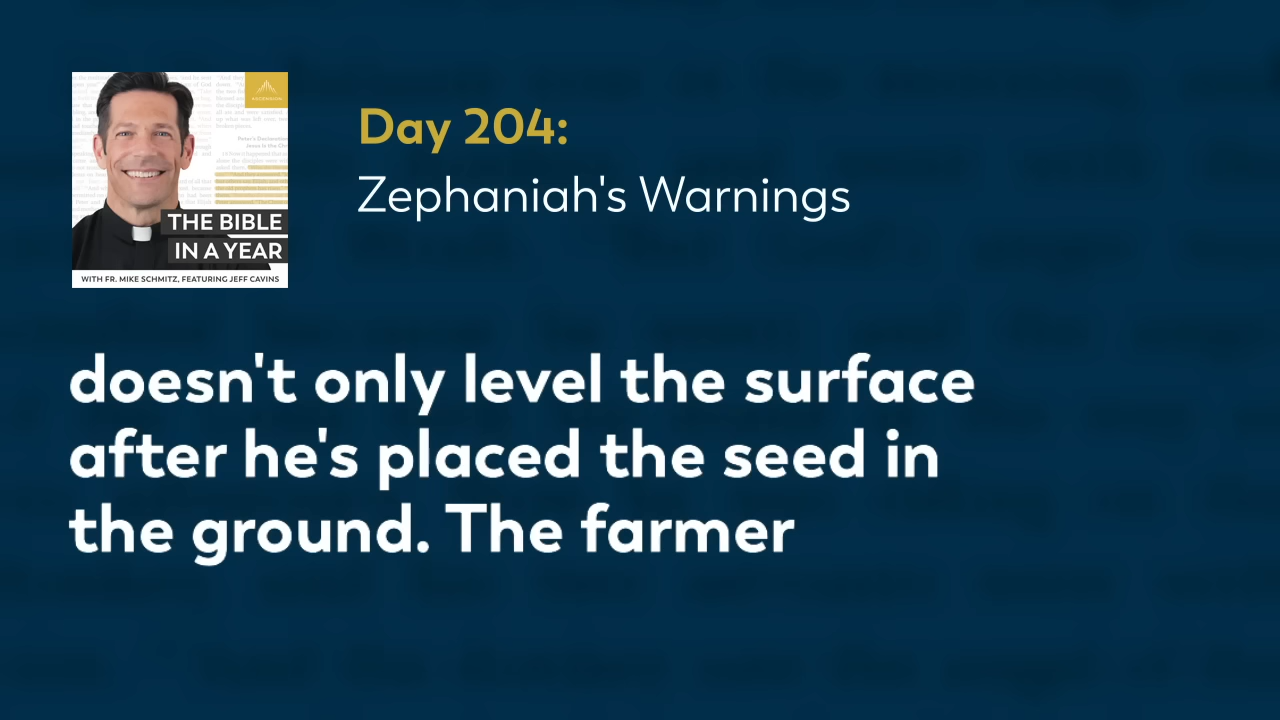 ASCENSION
Day 204:
Zephaniah's Warnings
THE BIBLE
IN A YEAR
WITH FR. MIKE SCHMITZ, FEATURING JEFF CAVINS
doesn't only level the surface
after he's placed the seed in
the ground. The farmer